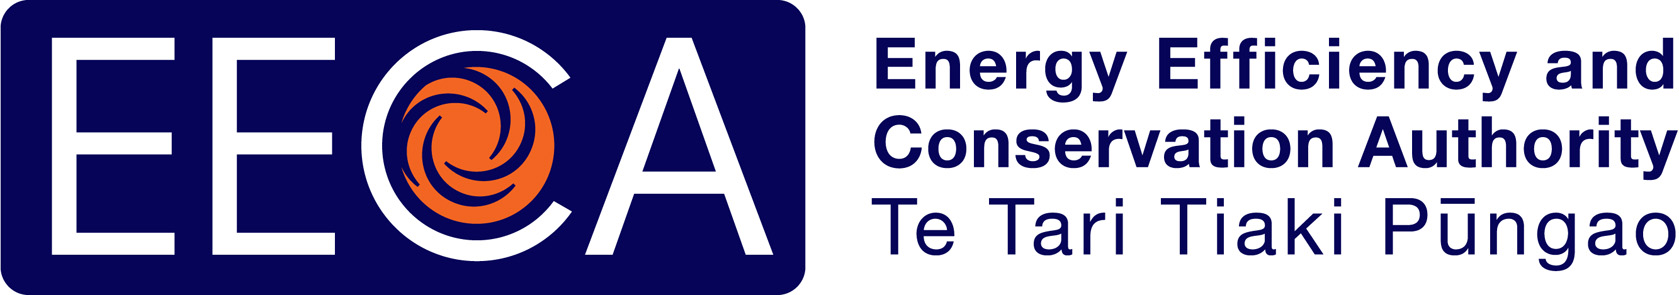 EECA
Energy Efficiency and
Conservation Authority
Te Tari Tiaki Pūngao